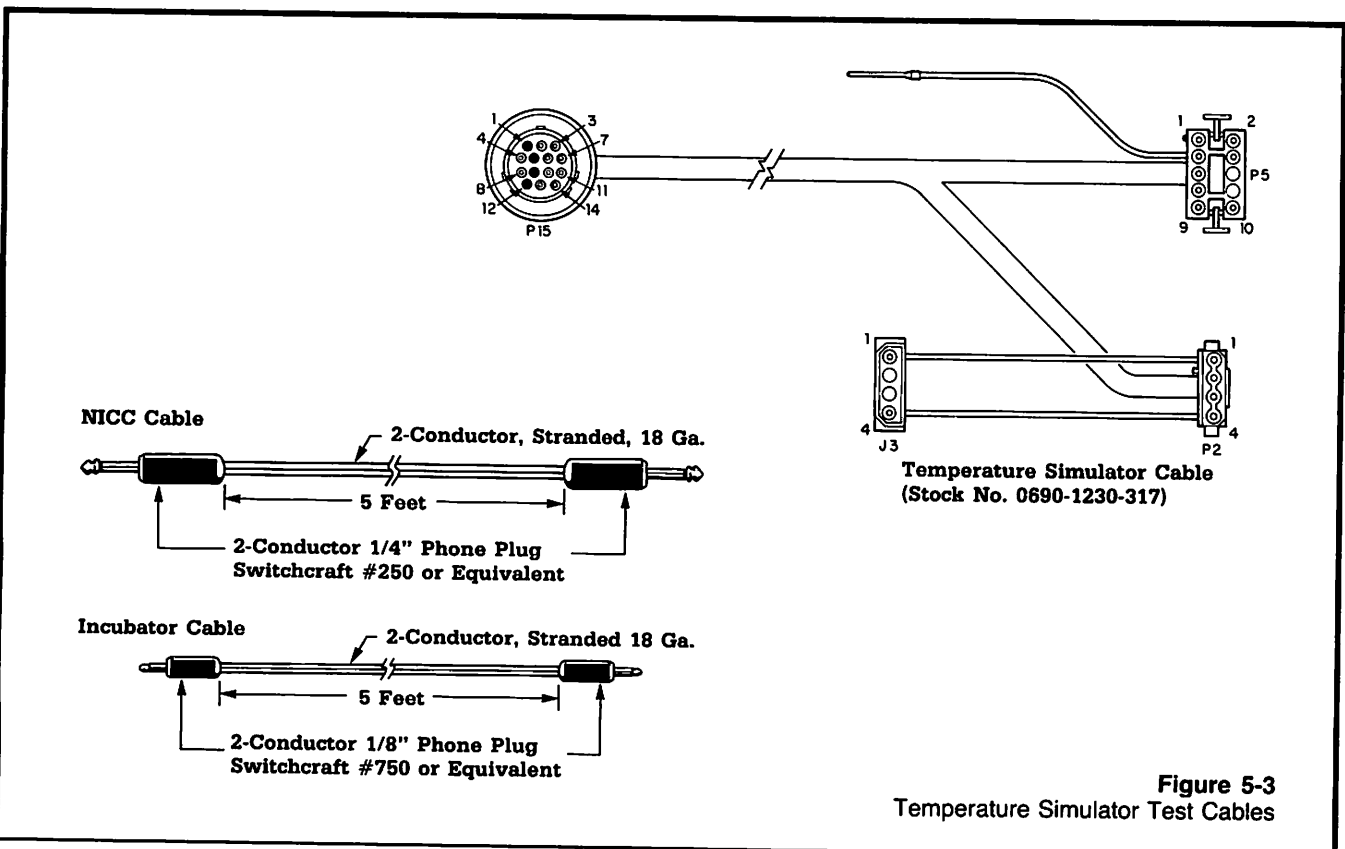 1
3
4
7
8
11
12
14
P15
1
2
P5
9
10
1
4
J3
1
4
P2
Temperature Simulator Cable
(Stock No. 0690-1230-317)
NICC Cable
2-Conductor, Stranded, 18 Ga.
5 Feet
2-Conductor 1/4" Phone Plug
Switchcraft #250 or Equivalent
Incubator Cable
2-Conductor, Stranded 18 Ga.
5 Feet
2-Conductor 1/8" Phone Plug
Switchcraft #750 or Equivalent
Figure 5-3
Temperature Simulator Test Cables